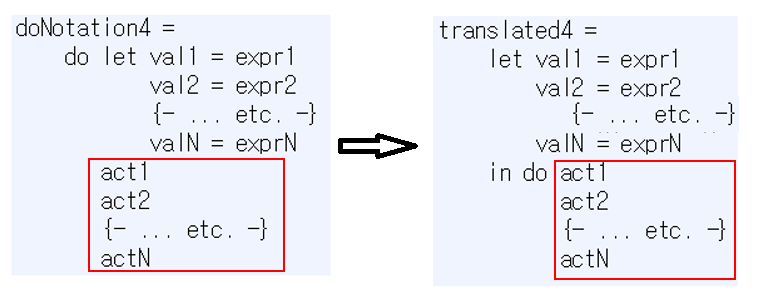 doNotation4 =
do let val1 = expr1
val2 = expr2
{- ... etc. -}
valN = exprN
act1
act2
{- ... etc. -}
actN
translated4 =
let val1 = expr1
val2 = expr2
{- ... etc. -}
valN = exprN
in do act1
act2
{- ... etc. -}
actN